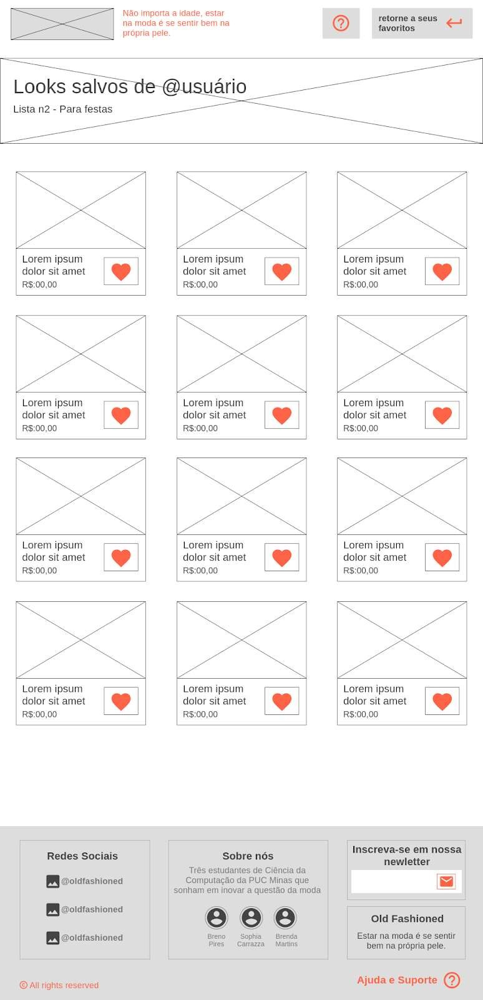 Não importa a idade, estar
na moda é se sentir bem na
própria pele.
retorne a seus
favoritos
Looks salvos de @usuário
Lista n2 - Para festas
Lorem ipsum
dolor sit amet
R$:00,00
Lorem ipsum
dolor sit amet
R$:00,00
Lorem ipsum
dolor sit amet
R$:00,00
Lorem ipsum
dolor sit amet
R$:00,00
Lorem ipsum
dolor sit amet
R$:00,00
Lorem ipsum
dolor sit amet
R$:00,00
Lorem ipsum
dolor sit amet
R$:00,00
Lorem ipsum
dolor sit amet
R$:00,00
Lorem ipsum
dolor sit amet
R$:00,00
Lorem ipsum
dolor sit amet
R$:00,00
Lorem ipsum
dolor sit amet
R$:00,00
Lorem ipsum
dolor sit amet
R$:00,00
Redes Sociais
@oldfashioned
@oldfashioned
@oldfashioned
Sobre nós
Três estudantes de Ciência da
Computação da PUC Minas que
sonham em inovar a questão da moda
Breno
Pires
Sophia
Carrazza
Brenda
Martins
Inscreva-se em nossa
newletter
Old Fashioned
Estar na moda é se sentir
bem na própria pele.
© All rights reserved
Ajuda e Suporte